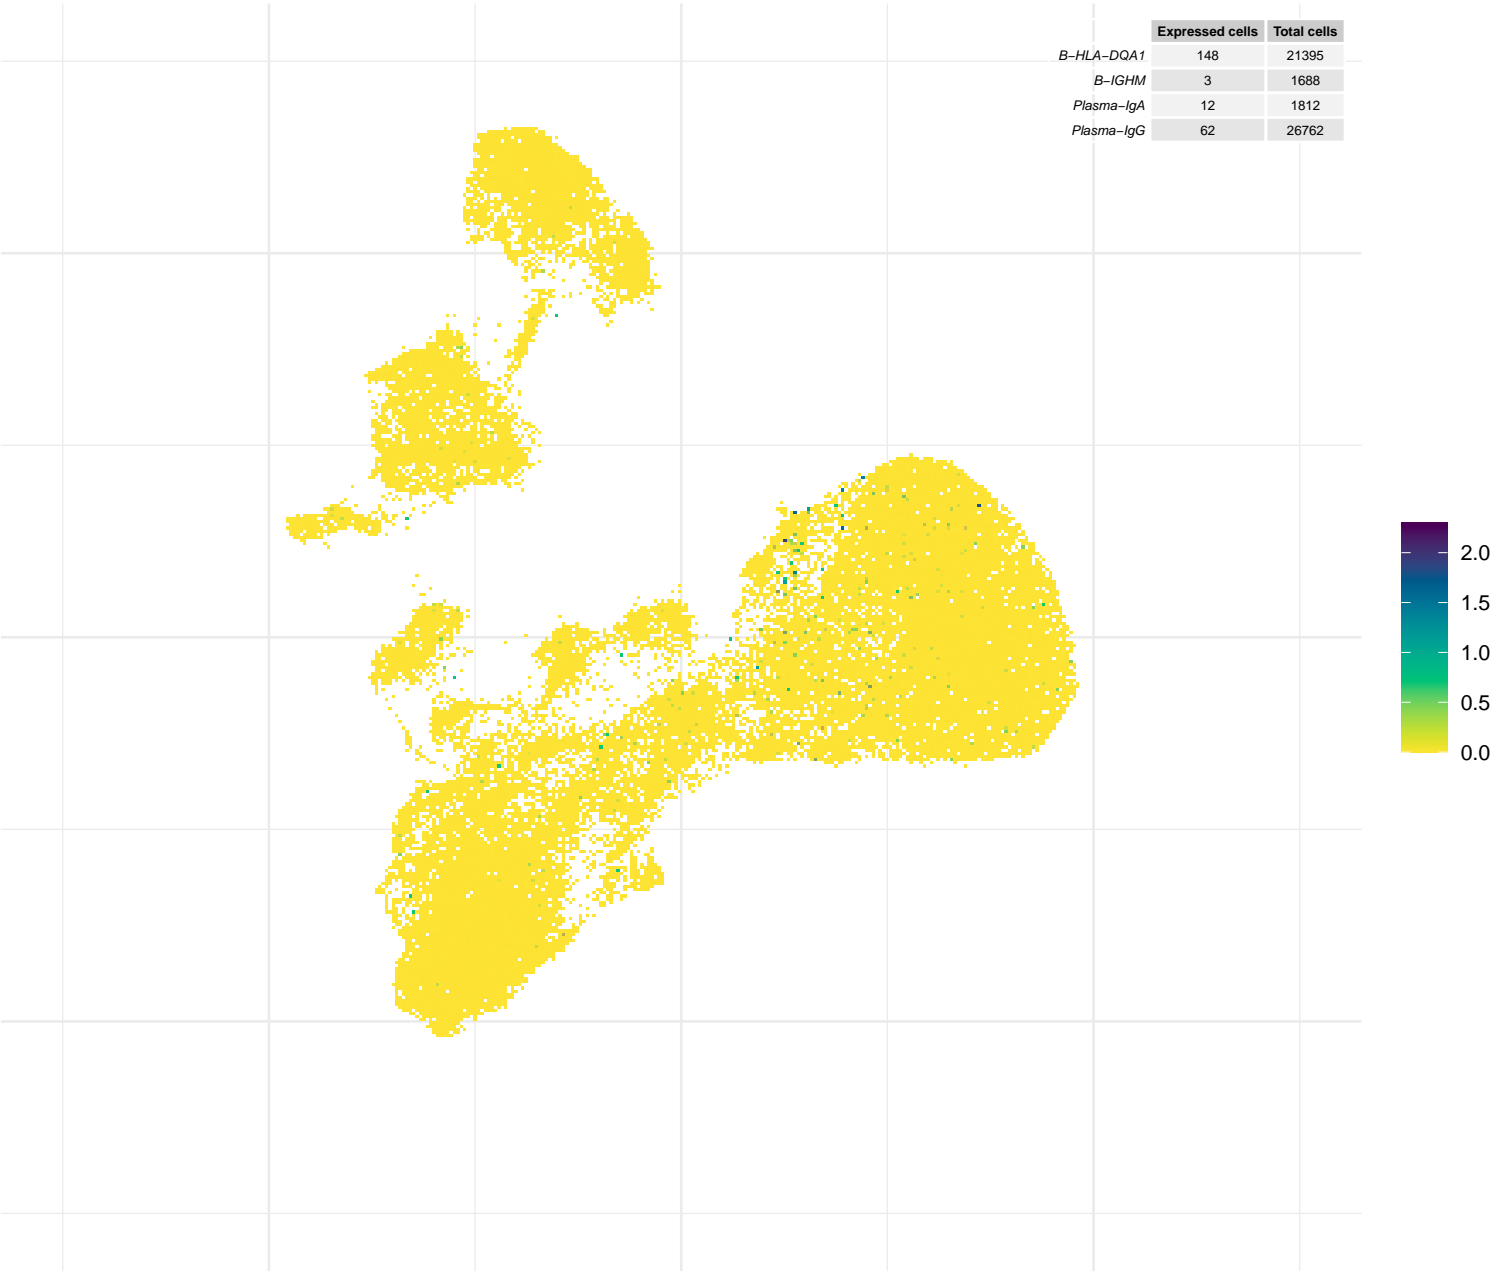 Expressed cells Total cells
B−HLA−DQA1 148 21395
B−IGHM 3 1688
Plasma−IgA 12 1812
Plasma−IgG 62 26762
2.0
1.5
1.0
0.5
0.0